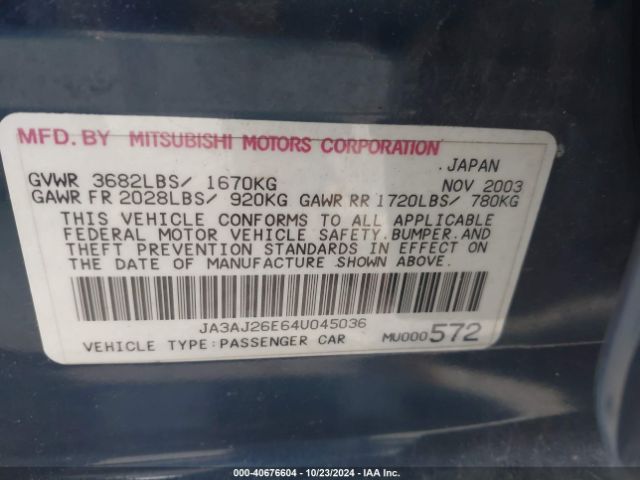 MFD. BY MITSUBISHI MOTORS CORPORATION
JAPAN
GVWR 3682LBS/ 1670KG NOV 2003
GAWR FR 2028LBS/ 920KG GAWR RR 1720LBS/ 780KG
THIS VEHICLE CONFORMS TO ALL APPLICABLE
FEDERAL MOTOR VEHICLE SAFETY.BUMPER.AND
THEFT PREVENTION STANDARDS IN EFFECT ON
THE DATE OF MANUFACTURE SHOWN ABOVE.
JA3AJ26E64U045036
VEHICLE TYPE:PASSENGER CAR MU000572
000-40676604 | 10/23/2024 | IAA Inc.